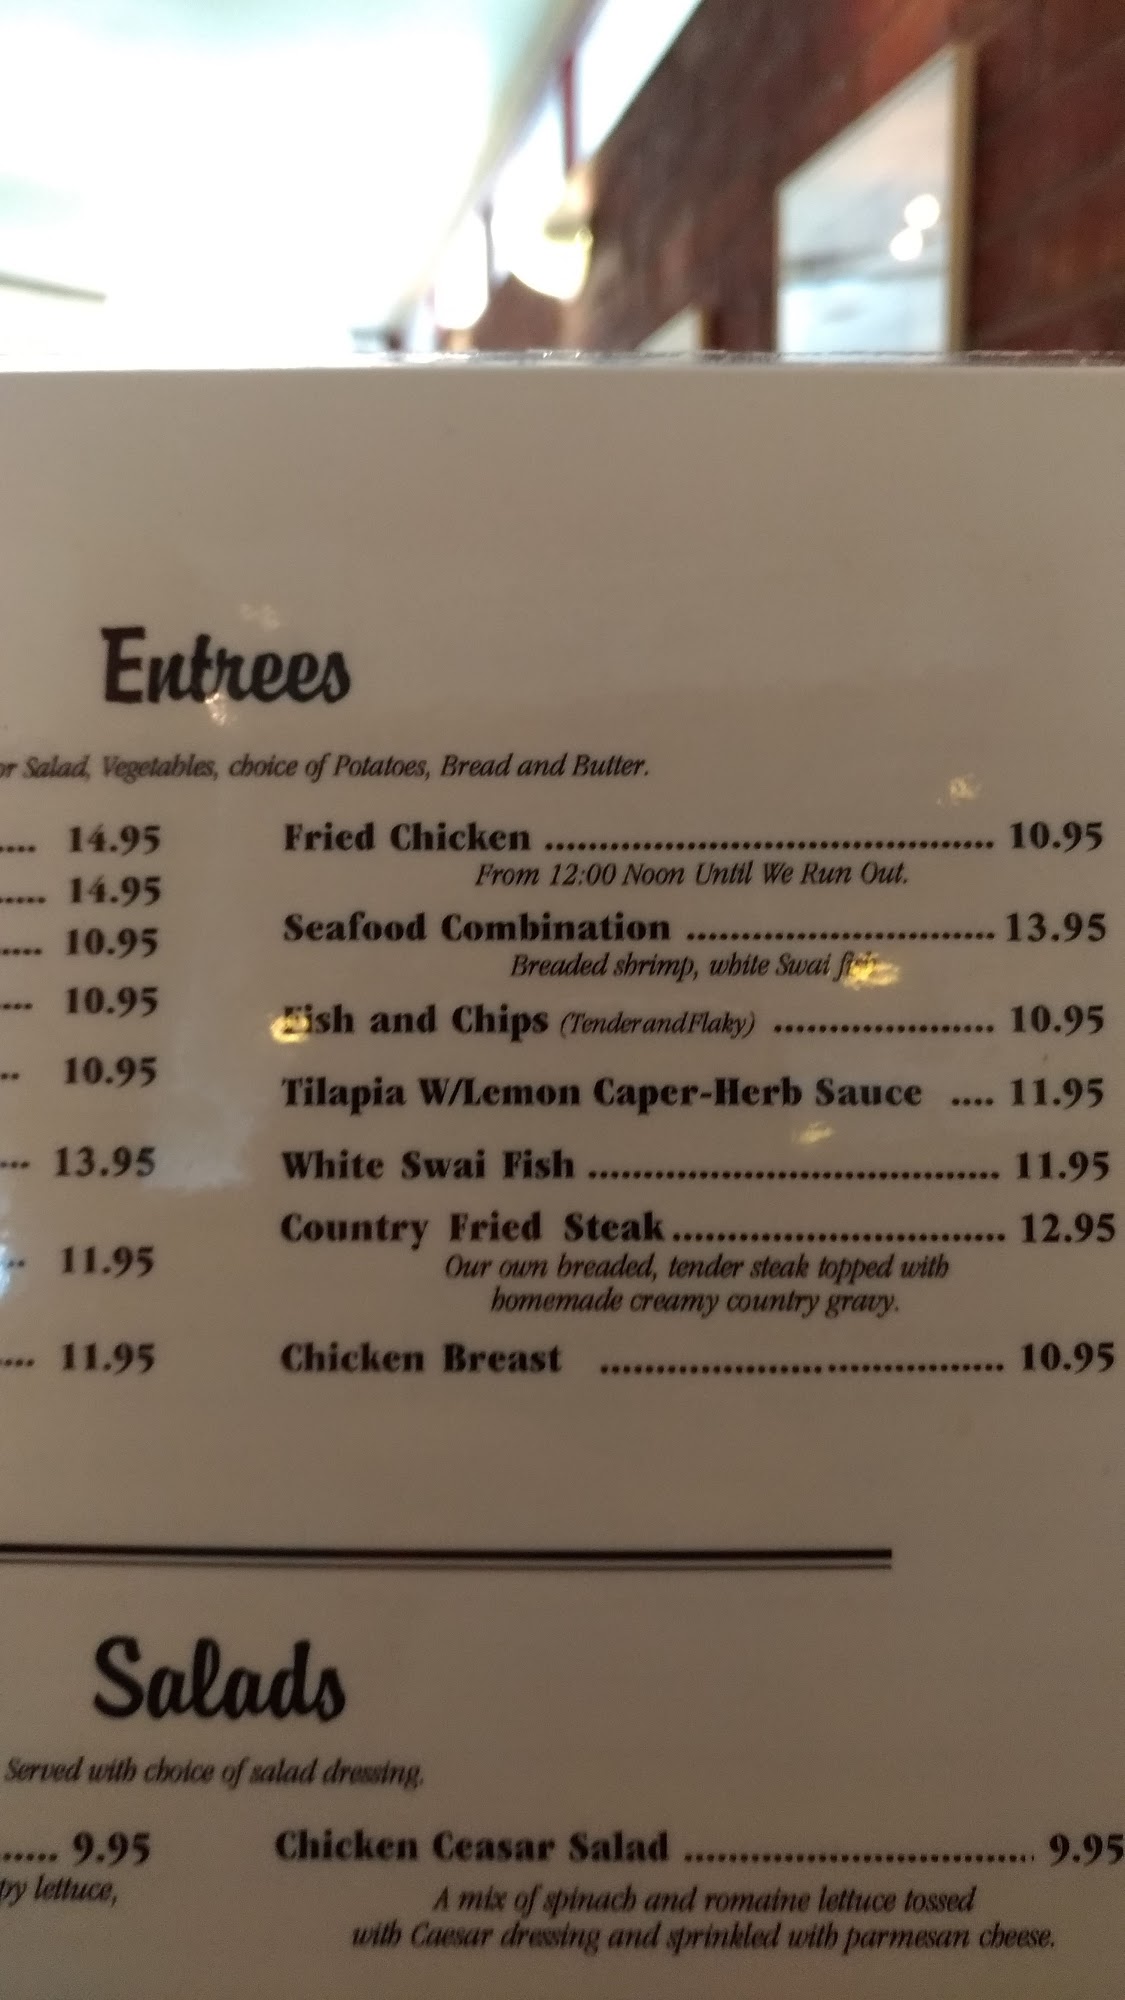 Entrees
or Salad, Vegetables, choice of Potatoes, Bread and Butter.
.... 14.95
Fried Chicken ........................................ 10.95
From 12:00 Noon Until We Run Out.
..... 14.95
..... 10.95
Seafood Combination ............................ 13.95
Breaded shrimp, white Swai fish
.... 10.95
Fish and Chips (Tender and Flaky) .................... 10.95
.. 10.95
Tilapia W/Lemon Caper-Herb Sauce .... 11.95
... 13.95
White Swai Fish ...................................... 11.95
.. 11.95
Country Fried Steak............................... 12.95
Our own breaded, tender steak topped with
homemade creamy country gravy.
.... 11.95
Chicken Breast ..................................... 10.95
Salads
Served with choice of salad dressing.
...... 9.95
Chicken Ceasar Salad ................................ 9.95
lettuce,
A mix of spinach and romaine lettuce tossed
with Caesar dressing and sprinkled with parmesan cheese.